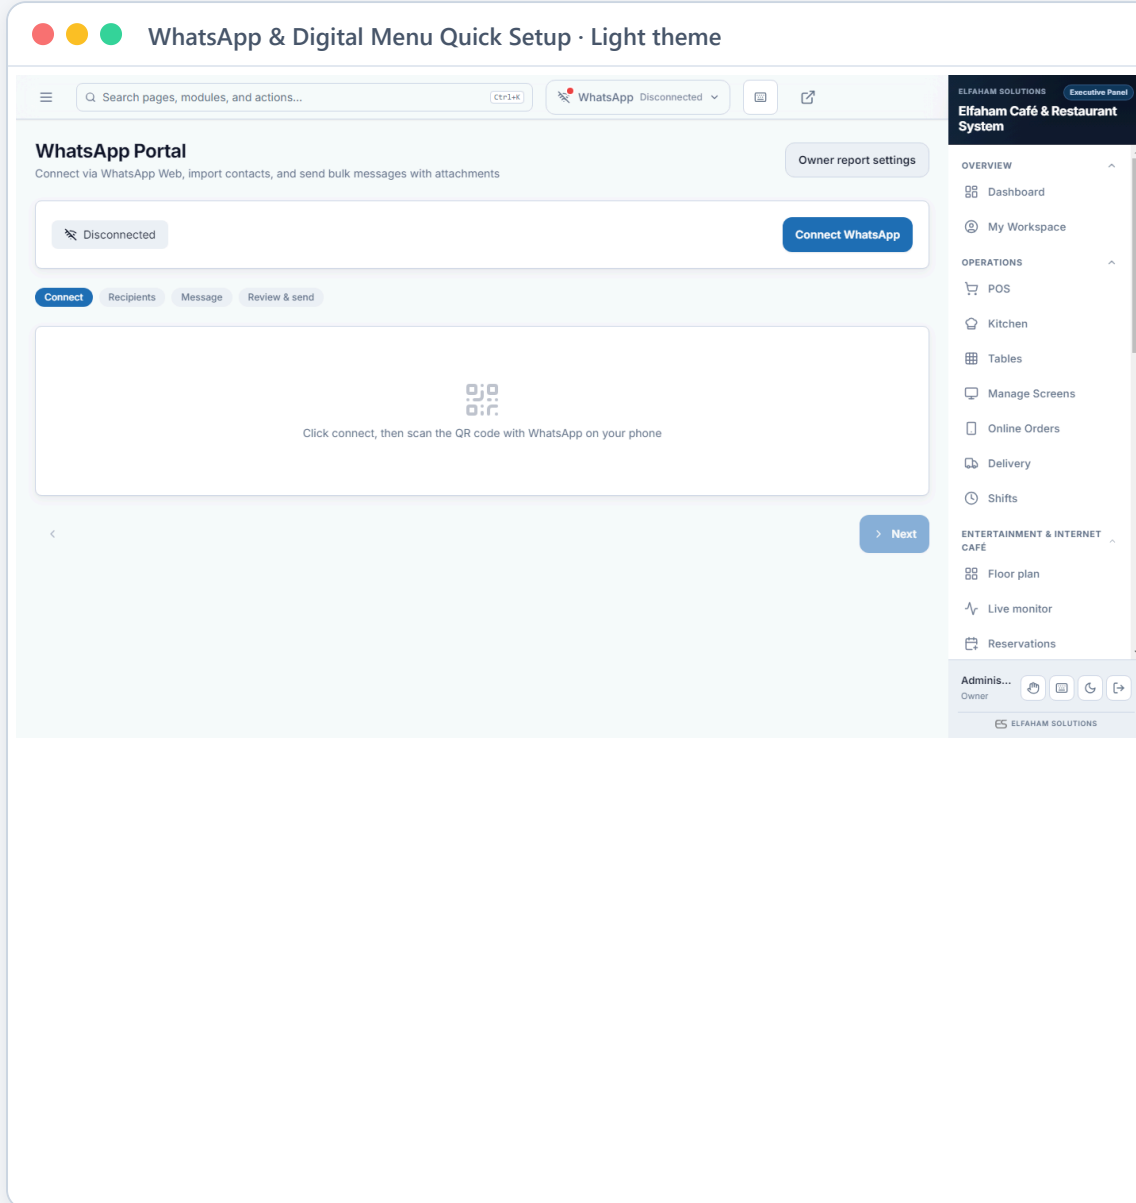 WhatsApp & Digital Menu Quick Setup · Light theme
Search pages, modules, and actions...
Ctrl+K
WhatsApp Disconnected
WhatsApp Portal
Connect via WhatsApp Web, import contacts, and send bulk messages with attachments
Owner report settings
Disconnected
Connect WhatsApp
Connect
Recipients
Message
Review & send
Click connect, then scan the QR code with WhatsApp on your phone
Next
ELFAHAM SOLUTIONS
Executive Panel
Elfaham Café & Restaurant
System
OVERVIEW
Dashboard
My Workspace
OPERATIONS
POS
Kitchen
Tables
Manage Screens
Online Orders
Delivery
Shifts
ENTERTAINMENT & INTERNET
CAFÉ
Floor plan
Live monitor
Reservations
Adminis...
Owner
ES ELFAHAM SOLUTIONS